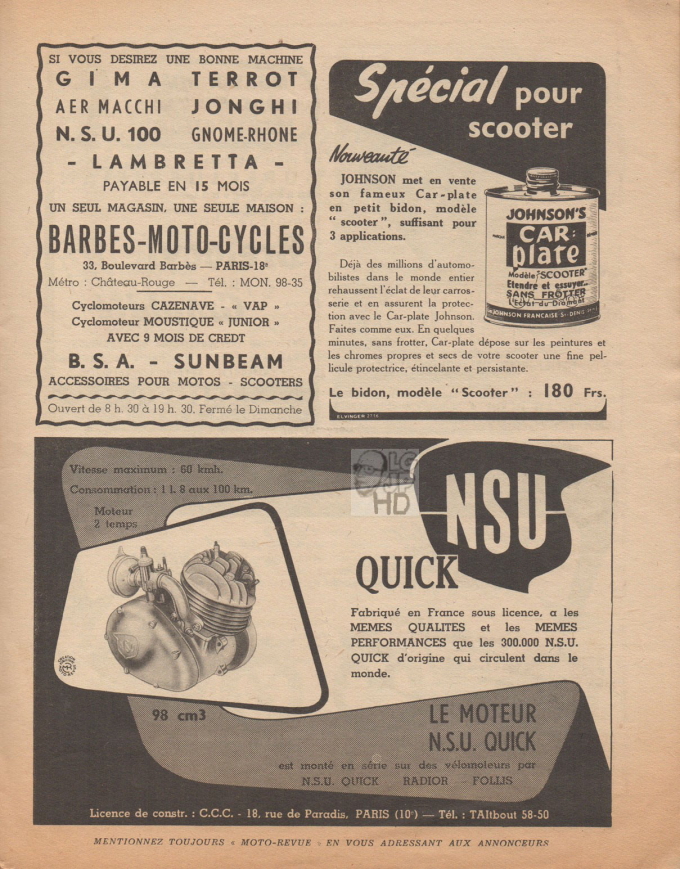 SI VOUS DESIREZ UNE BONNE MACHINE
GIMA TERROT
AER MACCHI JONGHI
N.S.U. 100 GNOME-RHONE
- LAMBRETTA -
PAYABLE EN 15 MOIS
UN SEUL MAGASIN, UNE SEULE MAISON :
BARBES-MOTO-CYCLES
33, Boulevard Barbès — PARIS-18e
Métro : Château-Rouge — Tél. : MON. 98-35
Cyclomoteurs CAZENAVE - « VAP »
Cyclomoteur MOUSTIQUE « JUNIOR »
AVEC 9 MOIS DE CREDT
B.S.A. - SUNBEAM
ACCESSOIRES POUR MOTOS - SCOOTERS
Ouvert de 8 h. 30 à 19 h. 30. Fermé le Dimanche
Spécial pour
scooter
Nouveauté
JOHNSON met en vente
son fameux Car-plate
en petit bidon, modèle
"scooter", suffisant pour
3 applications.
Déjà des millions d'automo-
bilistes dans le monde entier
rehaussent l'éclat de leur carros-
serie et en assurent la protec-
tion avec le Car-plate Johnson.
Faites comme eux. En quelques
minutes, sans frotter, Car-plate dépose sur les peintures et
les chromes propres et secs de votre scooter une fine pel-
licule protectrice, étincelante et persistante.
JOHNSON'S
CAR:
plate
Modèle "SCOOTER"
Etendre et essuyer...
SANS FROTTER
L'Eclat du Diamant
JOHNSON FRANCAISE St- DENIS
Le bidon, modèle "Scooter" : 180 Frs.
ELVINGER
Vitesse maximum : 60 kmh.
Consommation : 1 l. 8 aux 100 km.
Moteur
2 temps
HD
NSU
QUICK
Fabriqué en France sous licence, a les
MEMES QUALITES et les MEMES
PERFORMANCES que les 300.000 N.S.U.
QUICK d'origine qui circulent dans le
monde.
98 cm3
LE MOTEUR
N.S.U. QUICK
est monté en série sur des vélomoteurs par
N.S.U. QUICK RADIOR - FOLLIS
Licence de constr. : C.C.C. - 18, rue de Paradis, PARIS (10e) — Tél. : TAItbout 58-50
MENTIONNEZ TOUJOURS « MOTO-REVUE » EN VOUS ADRESSANT AUX ANNONCEURS